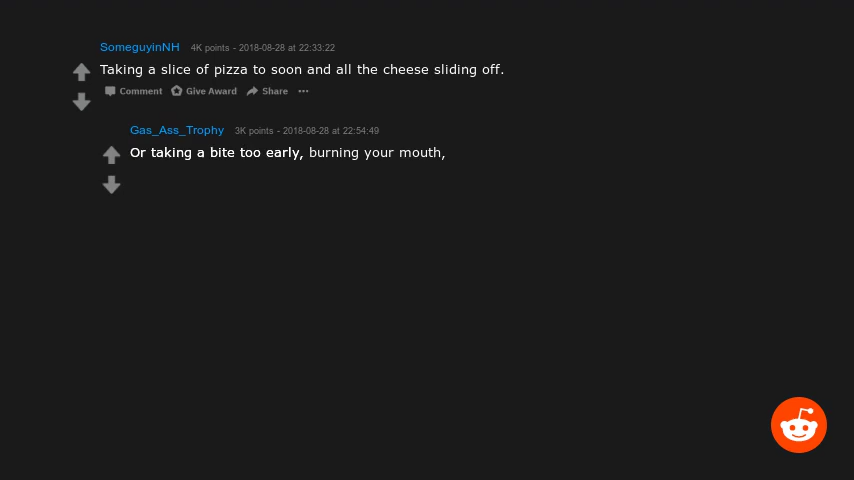 SomeguyinNH 4K points - 2018-08-28 at 22:33:22
Taking a slice of pizza to soon and all the cheese sliding off.
Comment Give Award Share ...
Gas_Ass_Trophy 3K points - 2018-08-28 at 22:54:49
Or taking a bite too early, burning your mouth,